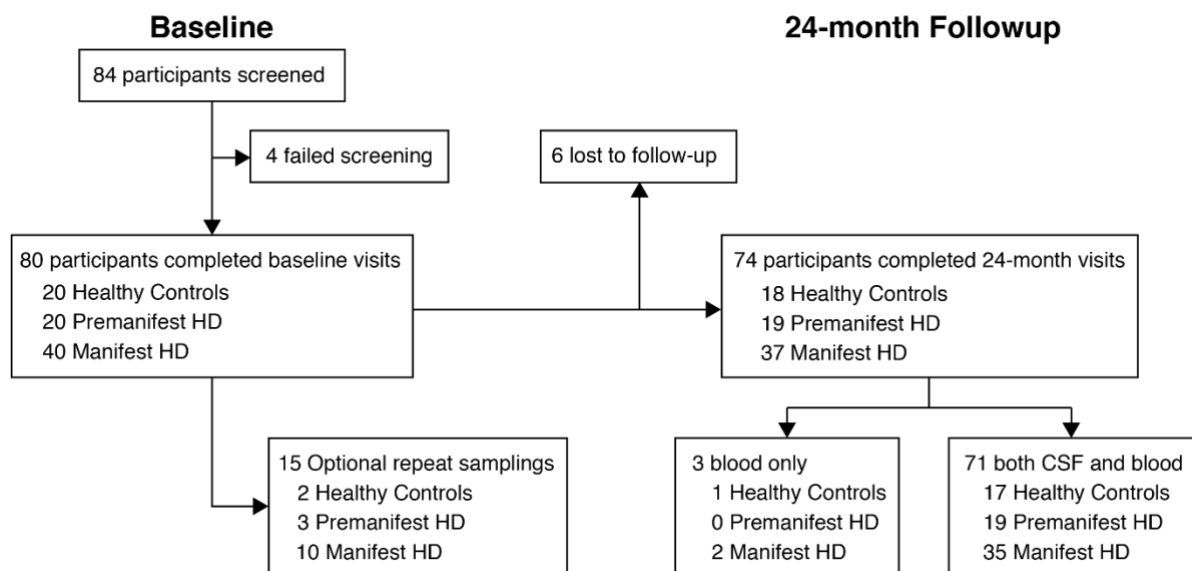 Baseline
24-month Followup
84 participants screened
4 failed screening
6 lost to follow-up
80 participants completed baseline visits
20 Healthy Controls
20 Premanifest HD
40 Manifest HD
74 participants completed 24-month visits
18 Healthy Controls
19 Premanifest HD
37 Manifest HD
15 Optional repeat samplings
2 Healthy Controls
3 Premanifest HD
10 Manifest HD
3 blood only
1 Healthy Controls
0 Premanifest HD
2 Manifest HD
71 both CSF and blood
17 Healthy Controls
19 Premanifest HD
35 Manifest HD